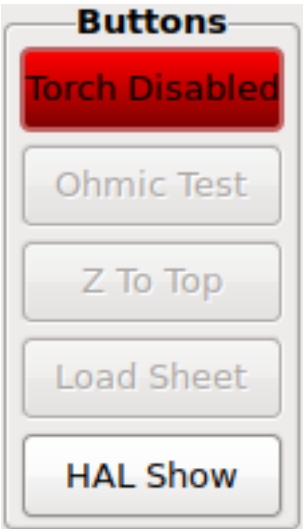 Buttons
Torch Disabled
Ohmic Test
Z To Top
Load Sheet
HAL Show